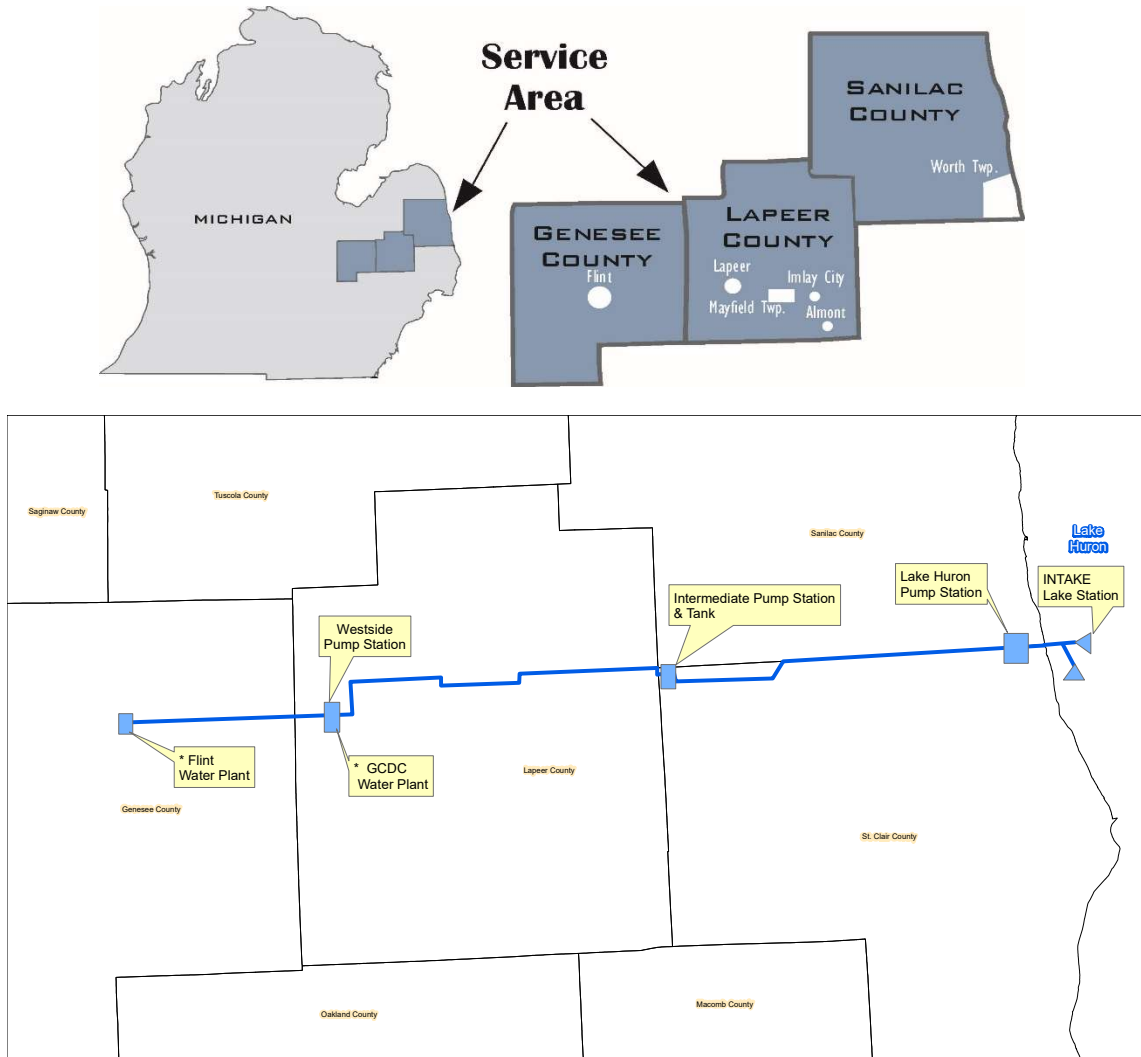 Service
Area
MICHIGAN
SANILAC
COUNTY
Worth Twp.
LAPEER
COUNTY
GENESEE
COUNTY
Flint
Lapeer
Imlay City
Mayfield Twp.
Almont
Saginaw County
Tuscola County
Sanilac County
Lake
Huron
Lake Huron
Pump Station
INTAKE
Lake Station
Intermediate Pump Station
& Tank
Westside
Pump Station
* Flint
Water Plant
* GCDC
Water Plant
Lapeer County
Genesee County
St. Clair County
Macomb County
Oakland County